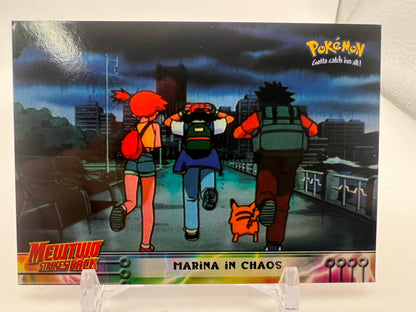 Pokémon
Gotta catch 'em all!
MEWTWO
STRIKES BACK
MARINA IN CHAOS